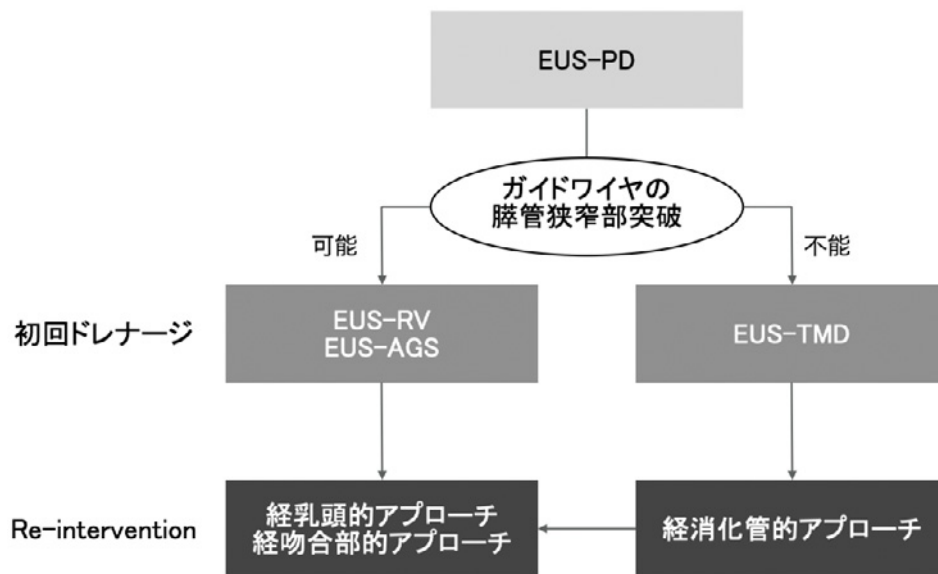 EUS-PD
ガイドワイヤの
膵管狭窄部突破
可能
不能
初回ドレナージ
EUS-RV
EUS-AGS
EUS-TMD
Re-intervention
経乳頭的アプローチ
経吻合部的アプローチ
経消化管的アプローチ